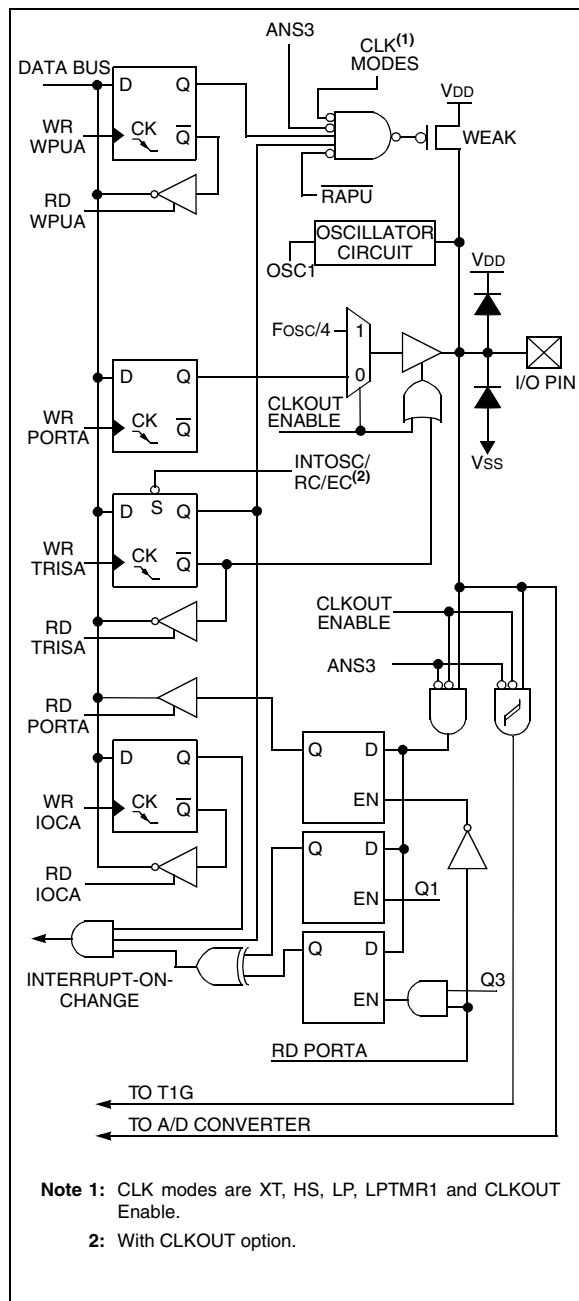 ANS3
CLK(1)
MODES
DATA BUS
D Q
VDD
WR
WPUA
CK
Q
WEAK
RD
WPUA
RAPU
OSCILLATOR
CIRCUIT
OSC1
VDD
FOSC/4
1
0
D Q
I/O PIN
WR
PORTA
CK
Q
CLKOUT
ENABLE
VSS
INTOSC/
RC/EC(2)
D S Q
WR
TRISA
CK
Q
RD
TRISA
CLKOUT
ENABLE
ANS3
RD
PORTA
Q D
EN
D Q
WR
IOCA
CK
Q
RD
IOCA
Q D
EN
Q1
Q D
EN
Q3
INTERRUPT-ON-
CHANGE
RD PORTA
TO T1G
TO A/D CONVERTER
Note 1: CLK modes are XT, HS, LP, LPTMR1 and CLKOUT
Enable.
2: With CLKOUT option.